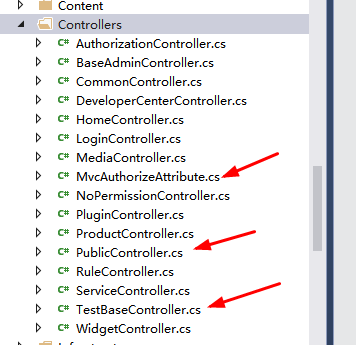 Content
Controllers
C# AuthorizationController.cs
C# BaseAdminController.cs
C# CommonController.cs
C# DeveloperCenterController.cs
C# HomeController.cs
C# LoginController.cs
C# MediaController.cs
C# MvcAuthorizeAttribute.cs
C# NoPermissionController.cs
C# PluginController.cs
C# ProductController.cs
C# PublicController.cs
C# RuleController.cs
C# ServiceController.cs
C# TestBaseController.cs
C# WidgetController.cs